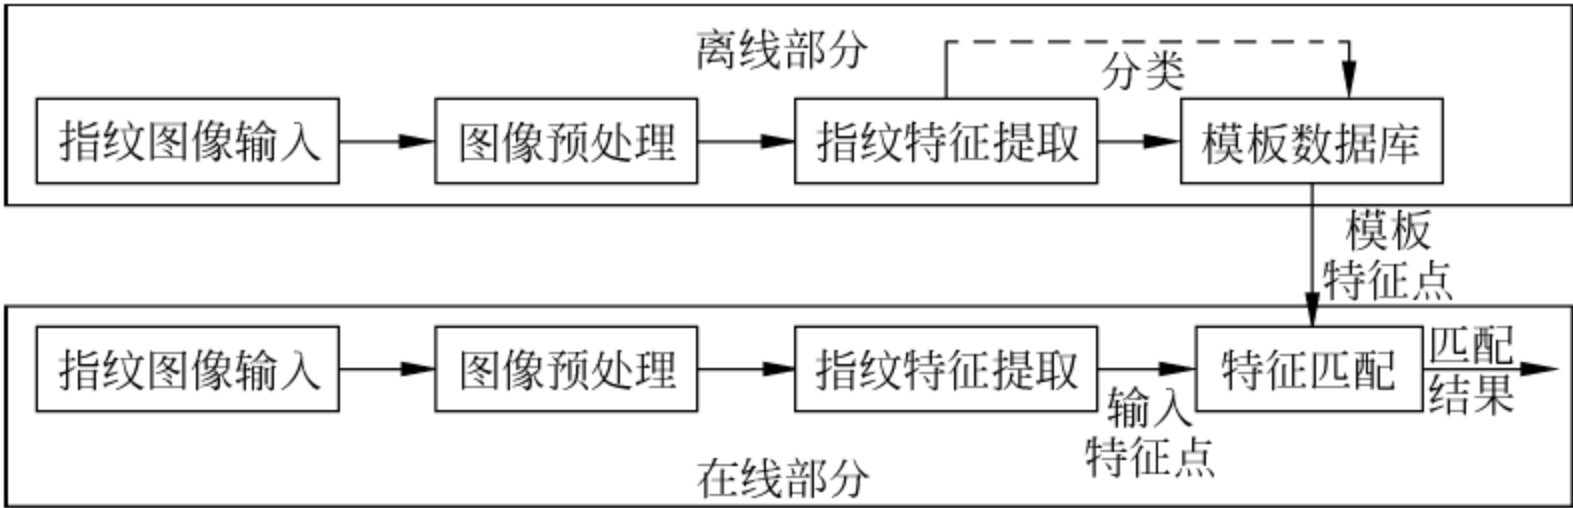 离线部分
分类
指纹图像输入
图像预处理
指纹特征提取
模板数据库
模板
特征点
指纹图像输入
图像预处理
指纹特征提取
特征匹配
匹配
结果
输入
特征点
在线部分